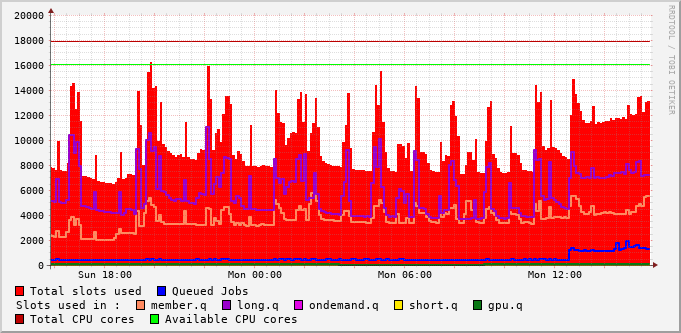 20000
18000
16000
14000
12000
10000
8000
6000
4000
2000
0
Sun 18:00 Mon 00:00 Mon 06:00 Mon 12:00
RRDTOOL / TOBI OETIKER
Total slots used Queued Jobs
Slots used in : member.q long.q ondemand.q short.q gpu.q
Total CPU cores Available CPU cores